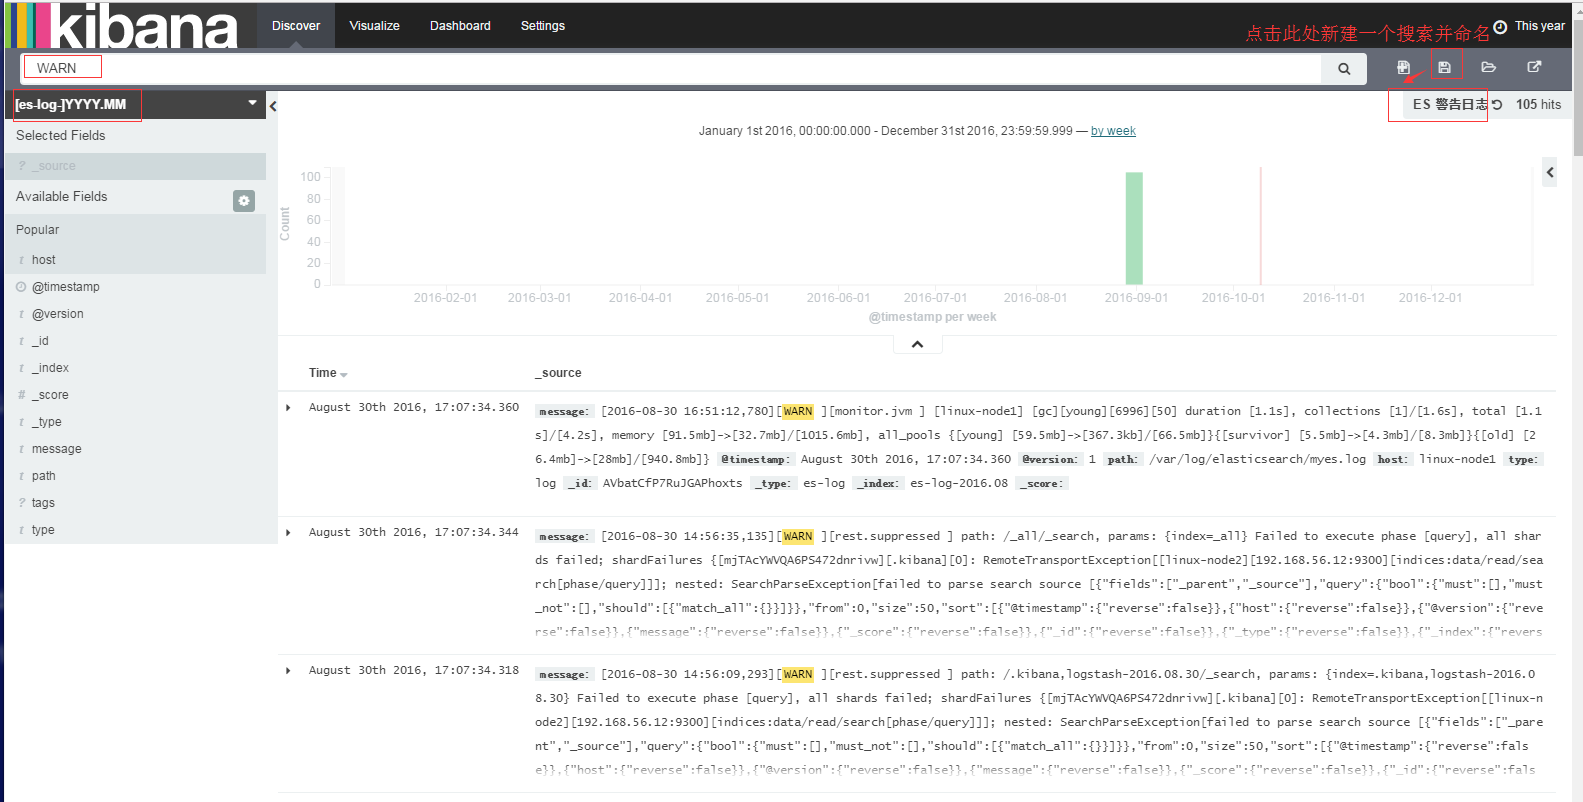 kibana
Discover
Visualize
Dashboard
Settings
点击此处新建一个搜索并命名
This year
WARN
[es-log-]YYYY.MM
ES 警告日志
105 hits
Selected Fields
? _source
Available Fields
Popular
t host
@timestamp
t @version
t _id
t _index
# _score
t _type
t message
t path
? tags
t type
January 1st 2016, 00:00:00.000 - December 31st 2016, 23:59:59.999 — by week
Count
100
80
60
40
20
0
2016-02-01
2016-03-01
2016-04-01
2016-05-01
2016-06-01
2016-07-01
2016-08-01
2016-09-01
2016-10-01
2016-11-01
2016-12-01
@timestamp per week
Time
_source
August 30th 2016, 17:07:34.360
message: [2016-08-30 16:51:12,780][WARN ][monitor.jvm ] [linux-node1] [gc][young][6996][50] duration [1.1s], collections [1]/[1.6s], total [1.1
s]/[4.2s], memory [91.5mb]->[32.7mb]/[1015.6mb], all_pools {[young] [59.5mb]->[367.3kb]/[66.5mb]}{[survivor] [5.5mb]->[4.3mb]/[8.3mb]}{[old] [2
6.4mb]->[28mb]/[940.8mb]} @timestamp: August 30th 2016, 17:07:34.360 @version: 1 path: /var/log/elasticsearch/myes.log host: linux-node1 type:
log _id: AVbatCfP7RuJGAPhoxts _type: es-log _index: es-log-2016.08 _score:
August 30th 2016, 17:07:34.344
message: [2016-08-30 14:56:35,135][WARN ][rest.suppressed ] path: /_all/_search, params: {index=_all} Failed to execute phase [query], all shar
ds failed; shardFailures {[mjTAcYWVQA6PS472dnrivw][.kibana][0]: RemoteTransportException[[linux-node2][192.168.56.12:9300][indices:data/read/sea
rch[phase/query]]]; nested: SearchParseException[failed to parse search source [{"fields":["_parent","_source"],"query":{"bool":{"must":[],"must
_not":[],"should":[{"match_all":{}}]}},"from":0,"size":50,"sort":[{"@timestamp":{"reverse":false}},{"host":{"reverse":false}},{"@version":{"reve
rse":false}},{"message":{"reverse":false}},{"_score":{"reverse":false}},{"_id":{"reverse":false}},{"_type":{"reverse":false}},{"_index":{"revers
August 30th 2016, 17:07:34.318
message: [2016-08-30 14:56:09,293][WARN ][rest.suppressed ] path: /.kibana,logstash-2016.08.30/_search, params: {index=.kibana,logstash-2016.0
8.30} Failed to execute phase [query], all shards failed; shardFailures {[mjTAcYWVQA6PS472dnrivw][.kibana][0]: RemoteTransportException[[linux-n
ode2][192.168.56.12:9300][indices:data/read/search[phase/query]]]; nested: SearchParseException[failed to parse search source [{"fields":["_pare
nt","_source"],"query":{"bool":{"must":[],"must_not":[],"should":[{"match_all":{}}]}},"from":0,"size":50,"sort":[{"@timestamp":{"reverse":fals
e}},{"host":{"reverse":false}},{"@version":{"reverse":false}},{"message":{"reverse":false}},{"_score":{"reverse":false}},{"_id":{"reverse":fals